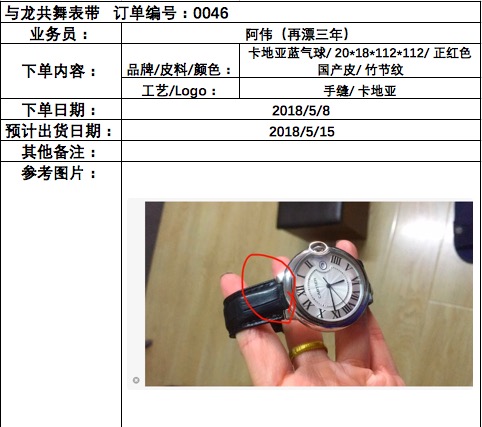 与龙共舞表带 订单编号：0046
业务员： 阿伟（再漂三年）
下单内容： 品牌/皮料/颜色： 卡地亚蓝气球/ 20*18*112*112/ 正红色
国产皮/ 竹节纹
工艺/Logo： 手缝/ 卡地亚
下单日期： 2018/5/8
预计出货日期： 2018/5/15
其他备注：
参考图片：